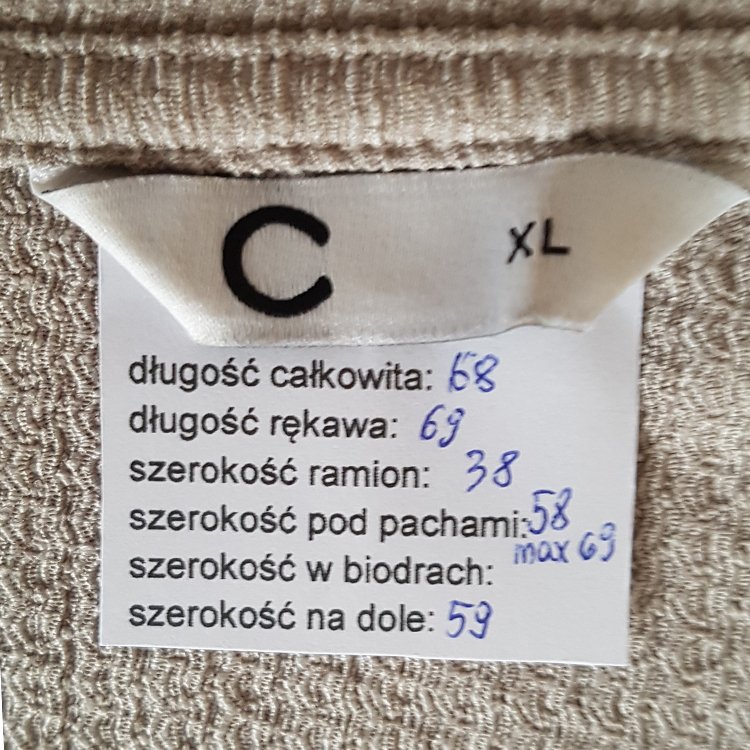 C XL
długość całkowita: 68
długość rękawa: 69
szerokość ramion: 38
szerokość pod pachami: 58
max 69
szerokość w biodrach:
szerokość na dole: 59